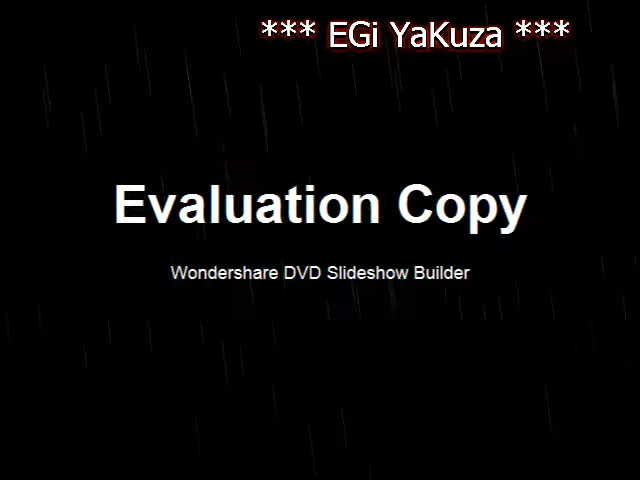 *** EGi YaKuza ***
Evaluation Copy
Wondershare DVD Slideshow Builder